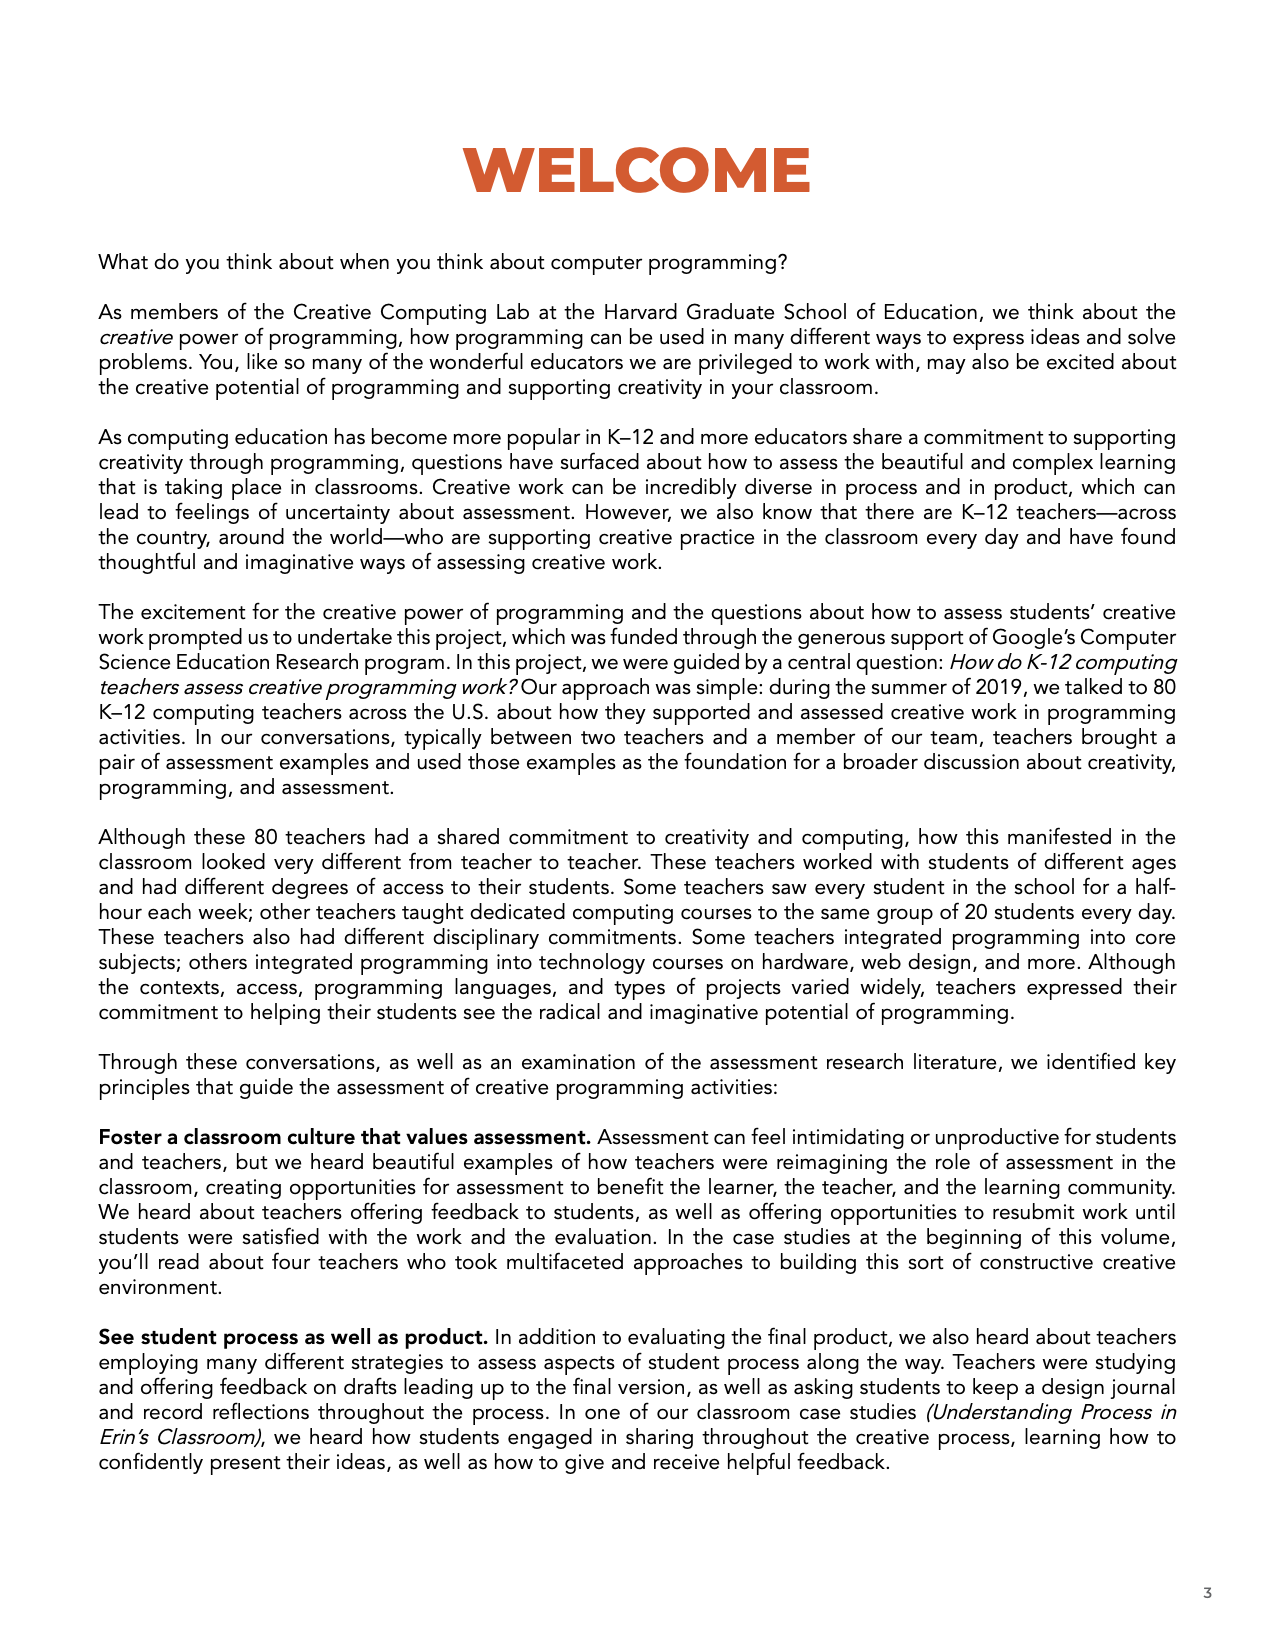 WELCOME
What do you think about when you think about computer programming?
As members of the Creative Computing Lab at the Harvard Graduate School of Education, we think about the
creative power of programming, how programming can be used in many different ways to express ideas and solve
problems. You, like so many of the wonderful educators we are privileged to work with, may also be excited about
the creative potential of programming and supporting creativity in your classroom.
As computing education has become more popular in K–12 and more educators share a commitment to supporting
creativity through programming, questions have surfaced about how to assess the beautiful and complex learning
that is taking place in classrooms. Creative work can be incredibly diverse in process and in product, which can
lead to feelings of uncertainty about assessment. However, we also know that there are K–12 teachers—across
the country, around the world—who are supporting creative practice in the classroom every day and have found
thoughtful and imaginative ways of assessing creative work.
The excitement for the creative power of programming and the questions about how to assess students’ creative
work prompted us to undertake this project, which was funded through the generous support of Google’s Computer
Science Education Research program. In this project, we were guided by a central question: How do K-12 computing
teachers assess creative programming work? Our approach was simple: during the summer of 2019, we talked to 80
K–12 computing teachers across the U.S. about how they supported and assessed creative work in programming
activities. In our conversations, typically between two teachers and a member of our team, teachers brought a
pair of assessment examples and used those examples as the foundation for a broader discussion about creativity,
programming, and assessment.
Although these 80 teachers had a shared commitment to creativity and computing, how this manifested in the
classroom looked very different from teacher to teacher. These teachers worked with students of different ages
and had different degrees of access to their students. Some teachers saw every student in the school for a half-
hour each week; other teachers taught dedicated computing courses to the same group of 20 students every day.
These teachers also had different disciplinary commitments. Some teachers integrated programming into core
subjects; others integrated programming into technology courses on hardware, web design, and more. Although
the contexts, access, programming languages, and types of projects varied widely, teachers expressed their
commitment to helping their students see the radical and imaginative potential of programming.
Through these conversations, as well as an examination of the assessment research literature, we identified key
principles that guide the assessment of creative programming activities:
Foster a classroom culture that values assessment. Assessment can feel intimidating or unproductive for students
and teachers, but we heard beautiful examples of how teachers were reimagining the role of assessment in the
classroom, creating opportunities for assessment to benefit the learner, the teacher, and the learning community.
We heard about teachers offering feedback to students, as well as offering opportunities to resubmit work until
students were satisfied with the work and the evaluation. In the case studies at the beginning of this volume,
you’ll read about four teachers who took multifaceted approaches to building this sort of constructive creative
environment.
See student process as well as product. In addition to evaluating the final product, we also heard about teachers
employing many different strategies to assess aspects of student process along the way. Teachers were studying
and offering feedback on drafts leading up to the final version, as well as asking students to keep a design journal
and record reflections throughout the process. In one of our classroom case studies (Understanding Process in
Erin’s Classroom), we heard how students engaged in sharing throughout the creative process, learning how to
confidently present their ideas, as well as how to give and receive helpful feedback.
3